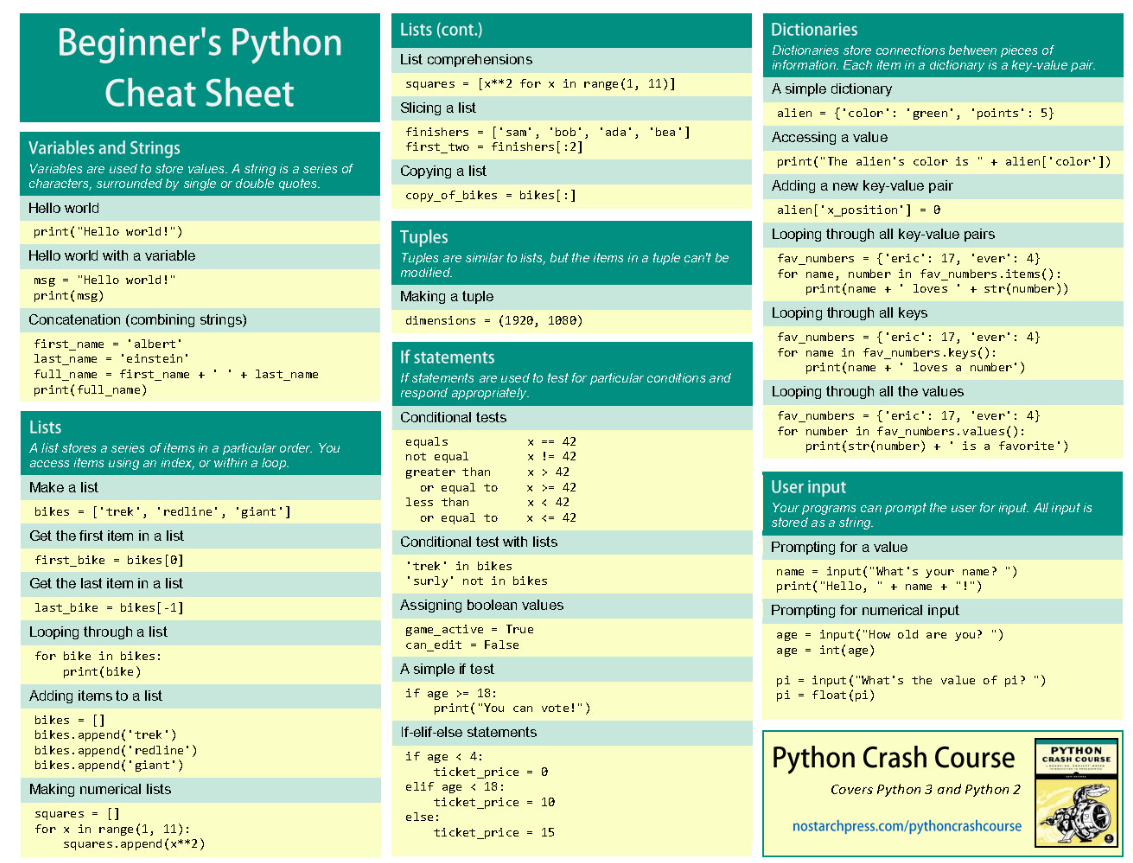 Beginner's Python
Cheat Sheet
Variables and Strings
Variables are used to store values. A string is a series of
characters, surrounded by single or double quotes.
Hello world
print("Hello world!")
Hello world with a variable
msg = "Hello world!"
print(msg)
Concatenation (combining strings)
first_name = 'albert'
last_name = 'einstein'
full_name = first_name + ' ' + last_name
print(full_name)
Lists
A list stores a series of items in a particular order. You
access items using an index, or within a loop.
Make a list
bikes = ['trek', 'redline', 'giant']
Get the first item in a list
first_bike = bikes[0]
Get the last item in a list
last_bike = bikes[-1]
Looping through a list
for bike in bikes:
    print(bike)
Adding items to a list
bikes = []
bikes.append('trek')
bikes.append('redline')
bikes.append('giant')
Making numerical lists
squares = []
for x in range(1, 11):
    squares.append(x**2)
Lists (cont.)
List comprehensions
squares = [x**2 for x in range(1, 11)]
Slicing a list
finishers = ['sam', 'bob', 'ada', 'bea']
first_two = finishers[:2]
Copying a list
copy_of_bikes = bikes[:]
Tuples
Tuples are similar to lists, but the items in a tuple can't be
modified.
Making a tuple
dimensions = (1920, 1080)
If statements
If statements are used to test for particular conditions and
respond appropriately.
Conditional tests
equals x == 42
not equal x != 42
greater than x > 42
  or equal to x >= 42
less than x < 42
  or equal to x <= 42
Conditional test with lists
'trek' in bikes
'surly' not in bikes
Assigning boolean values
game_active = True
can_edit = False
A simple if test
if age >= 18:
    print("You can vote!")
If-elif-else statements
if age < 4:
    ticket_price = 0
elif age < 18:
    ticket_price = 10
else:
    ticket_price = 15
Dictionaries
Dictionaries store connections between pieces of
information. Each item in a dictionary is a key-value pair.
A simple dictionary
alien = {'color': 'green', 'points': 5}
Accessing a value
print("The alien's color is " + alien['color'])
Adding a new key-value pair
alien['x_position'] = 0
Looping through all key-value pairs
fav_numbers = {'eric': 17, 'ever': 4}
for name, number in fav_numbers.items():
    print(name + ' loves ' + str(number))
Looping through all keys
fav_numbers = {'eric': 17, 'ever': 4}
for name in fav_numbers.keys():
    print(name + ' loves a number')
Looping through all the values
fav_numbers = {'eric': 17, 'ever': 4}
for number in fav_numbers.values():
    print(str(number) + ' is a favorite')
User input
Your programs can prompt the user for input. All input is
stored as a string.
Prompting for a value
name = input("What's your name? ")
print("Hello, " + name + "!")
Prompting for numerical input
age = input("How old are you? ")
age = int(age)
pi = input("What's the value of pi? ")
pi = float(pi)
Python Crash Course
Covers Python 3 and Python 2
nostarchpress.com/pythoncrashcourse
PYTHON
CRASH COURSE